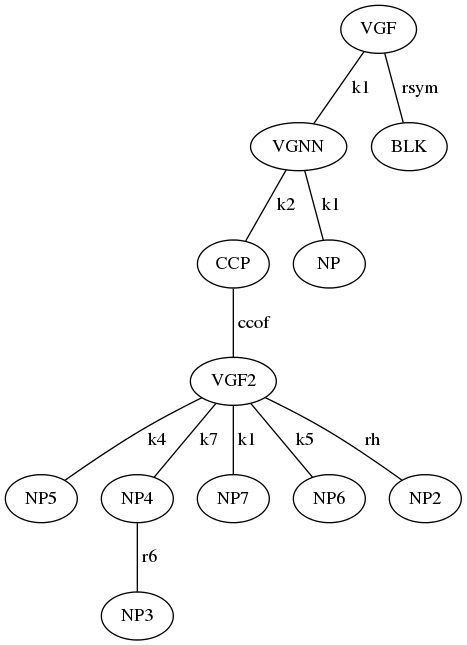 VGF
k1 rsym
VGNN BLK
k2 k1
CCP NP
ccof
VGF2
k4 k7 k1 k5 rh
NP5 NP4 NP7 NP6 NP2
r6
NP3